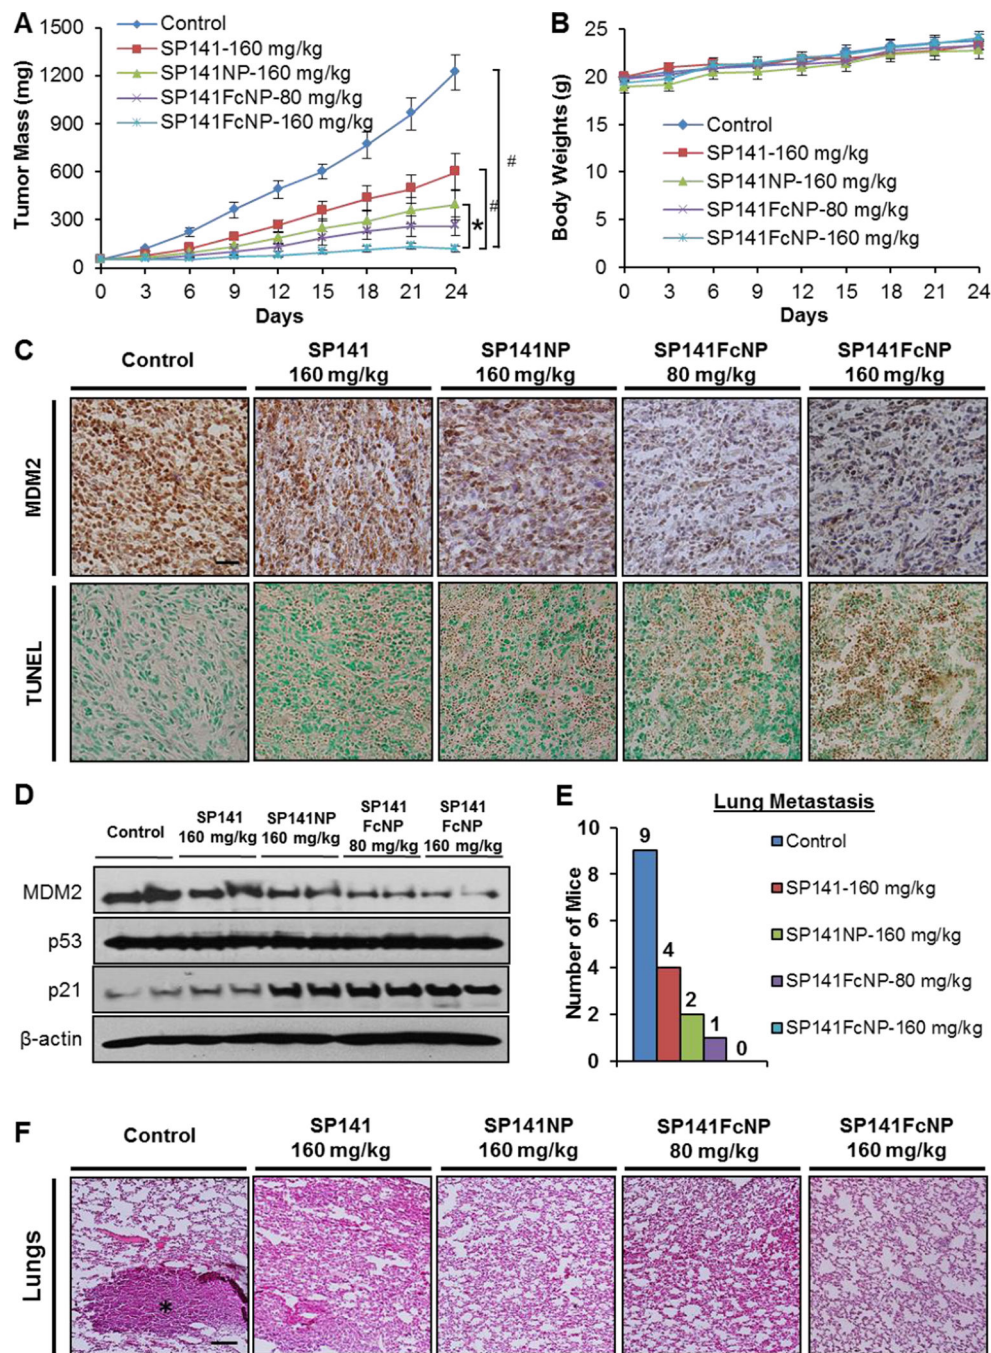 A
Tumor Mass (mg)
1500
1200
900
600
300
0
Control
SP141-160 mg/kg
SP141NP-160 mg/kg
SP141FcNP-80 mg/kg
SP141FcNP-160 mg/kg
#
#
*
0 3 6 9 12 15 18 21 24
Days
B
Body Weights (g)
25
20
15
10
5
0
Control
SP141-160 mg/kg
SP141NP-160 mg/kg
SP141FcNP-80 mg/kg
SP141FcNP-160 mg/kg
0 3 6 9 12 15 18 21 24
Days
C
Control
SP141
160 mg/kg
SP141NP
160 mg/kg
SP141FcNP
80 mg/kg
SP141FcNP
160 mg/kg
MDM2
TUNEL
D
Control
SP141
160 mg/kg
SP141NP
160 mg/kg
SP141
FcNP
80 mg/kg
SP141
FcNP
160 mg/kg
MDM2
p53
p21
β-actin
E
Lung Metastasis
Number of Mice
10
8
6
4
2
0
9
4
2
1
0
Control
SP141-160 mg/kg
SP141NP-160 mg/kg
SP141FcNP-80 mg/kg
SP141FcNP-160 mg/kg
F
Control
SP141
160 mg/kg
SP141NP
160 mg/kg
SP141FcNP
80 mg/kg
SP141FcNP
160 mg/kg
Lungs
*